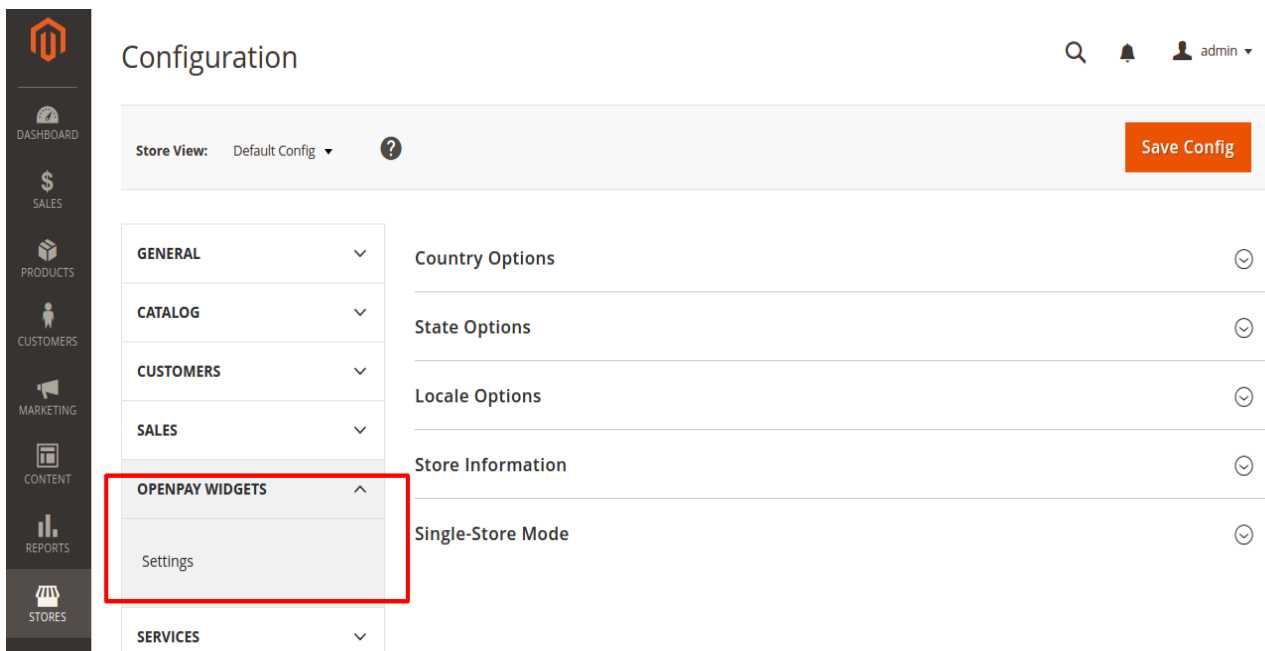 Configuration
admin
DASHBOARD
SALES
PRODUCTS
CUSTOMERS
MARKETING
CONTENT
REPORTS
STORES
Store View: Default Config
Save Config
GENERAL
CATALOG
CUSTOMERS
SALES
OPENPAY WIDGETS
Settings
SERVICES
Country Options
State Options
Locale Options
Store Information
Single-Store Mode